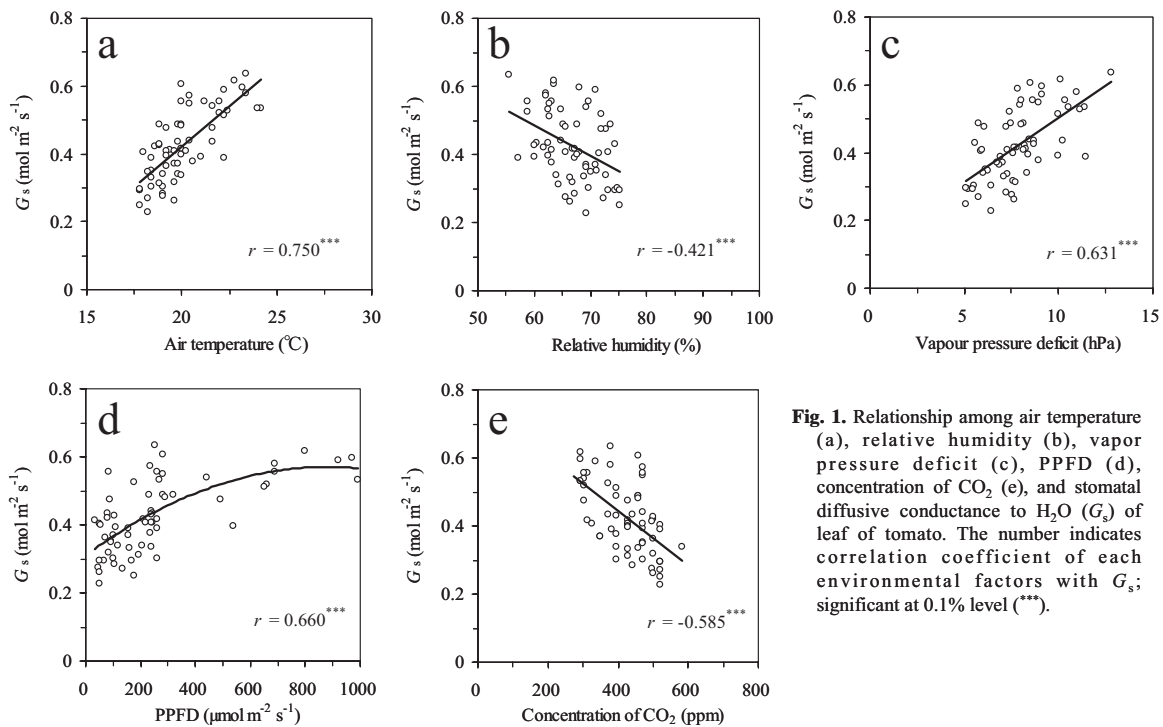 a
0.8
0.6
0.4
0.2
0
G s (mol m-2 s-1)
r = 0.750***
15 20 25 30
Air temperature (℃)
b
0.8
0.6
0.4
0.2
0
G s (mol m-2 s-1)
r = -0.421***
50 60 70 80 90 100
Relative humidity (%)
c
0.8
0.6
0.4
0.2
0
G s (mol m-2 s-1)
r = 0.631***
0 5 10 15
Vapour pressure deficit (hPa)
d
0.8
0.6
0.4
0.2
0
G s (mol m-2 s-1)
r = 0.660***
0 200 400 600 800 1000
PPFD (μmol m-2 s-1)
e
0.8
0.6
0.4
0.2
0
G s (mol m-2 s-1)
r = -0.585***
0 200 400 600 800
Concentration of CO2 (ppm)
Fig. 1. Relationship among air temperature
(a), relative humidity (b), vapor
pressure deficit (c), PPFD (d),
concentration of CO2 (e), and stomatal
diffusive conductance to H2O (Gs) of
leaf of tomato. The number indicates
correlation coefficient of each
environmental factors with Gs;
significant at 0.1% level (***).